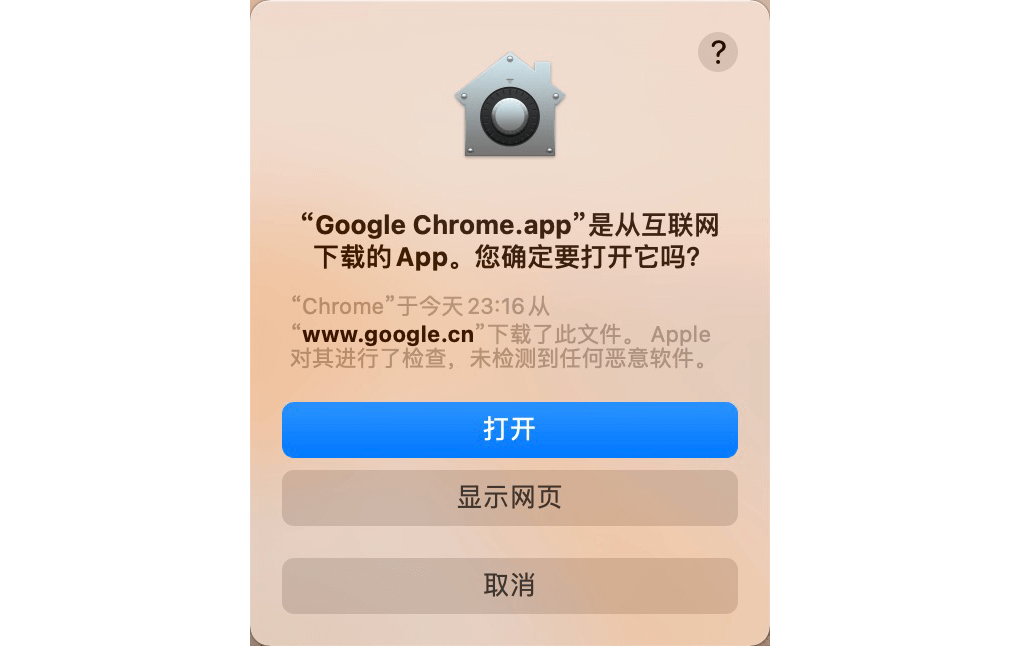 ?
“Google Chrome.app”是从互联网
下载的App。您确定要打开它吗？
“Chrome”于今天 23:16 从
“www.google.cn”下载了此文件。 Apple
对其进行了检查，未检测到任何恶意软件。
打开
显示网页
取消